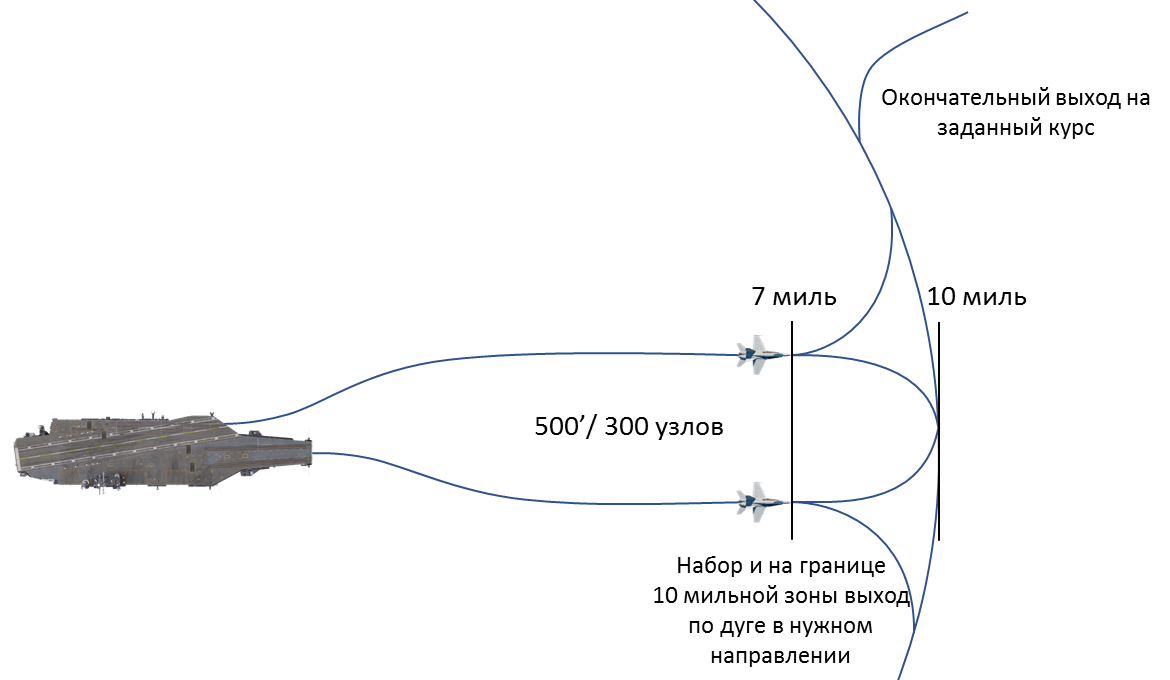 Окончательный выход на
заданный курс
7 миль
10 миль
500’/ 300 узлов
Набор и на границе
10 мильной зоны выход
по дуге в нужном
направлении